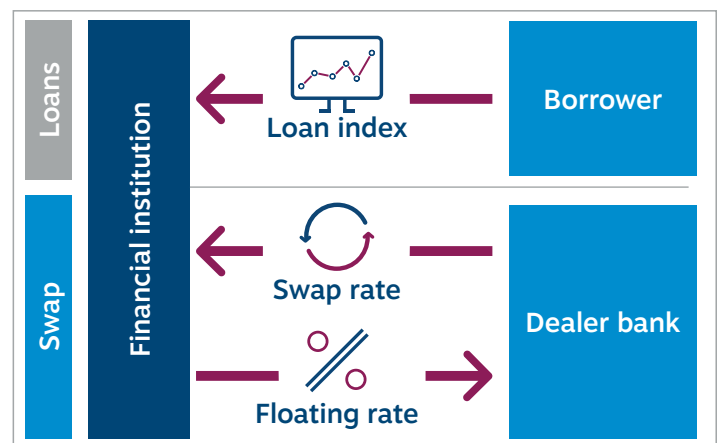 Loans
Financial institution
Loan index
Borrower
Swap
Swap rate
Dealer bank
Floating rate